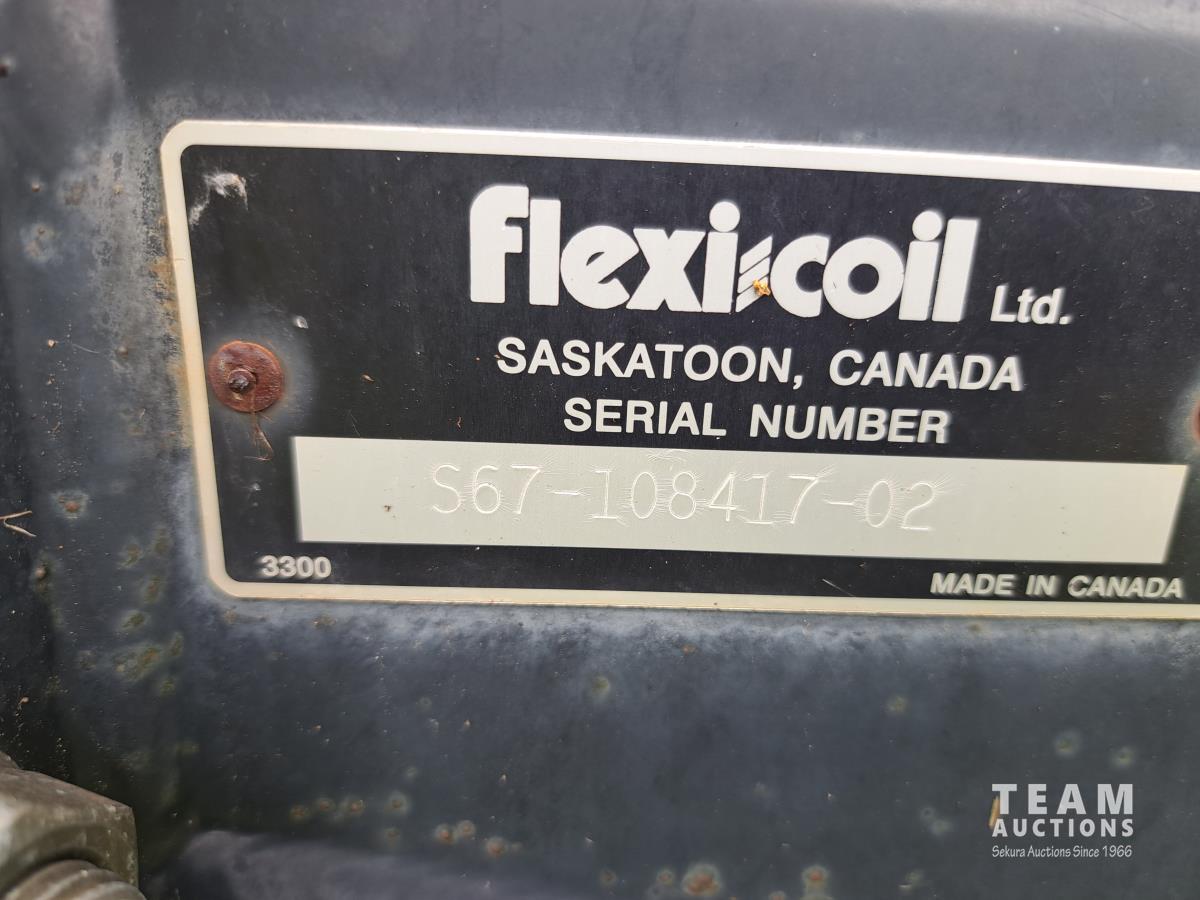 flexi-coil Ltd.
SASKATOON, CANADA
SERIAL NUMBER
S67-108417-02
3300
MADE IN CANADA
TEAM
AUCTIONS
Sekura Auctions Since 1966